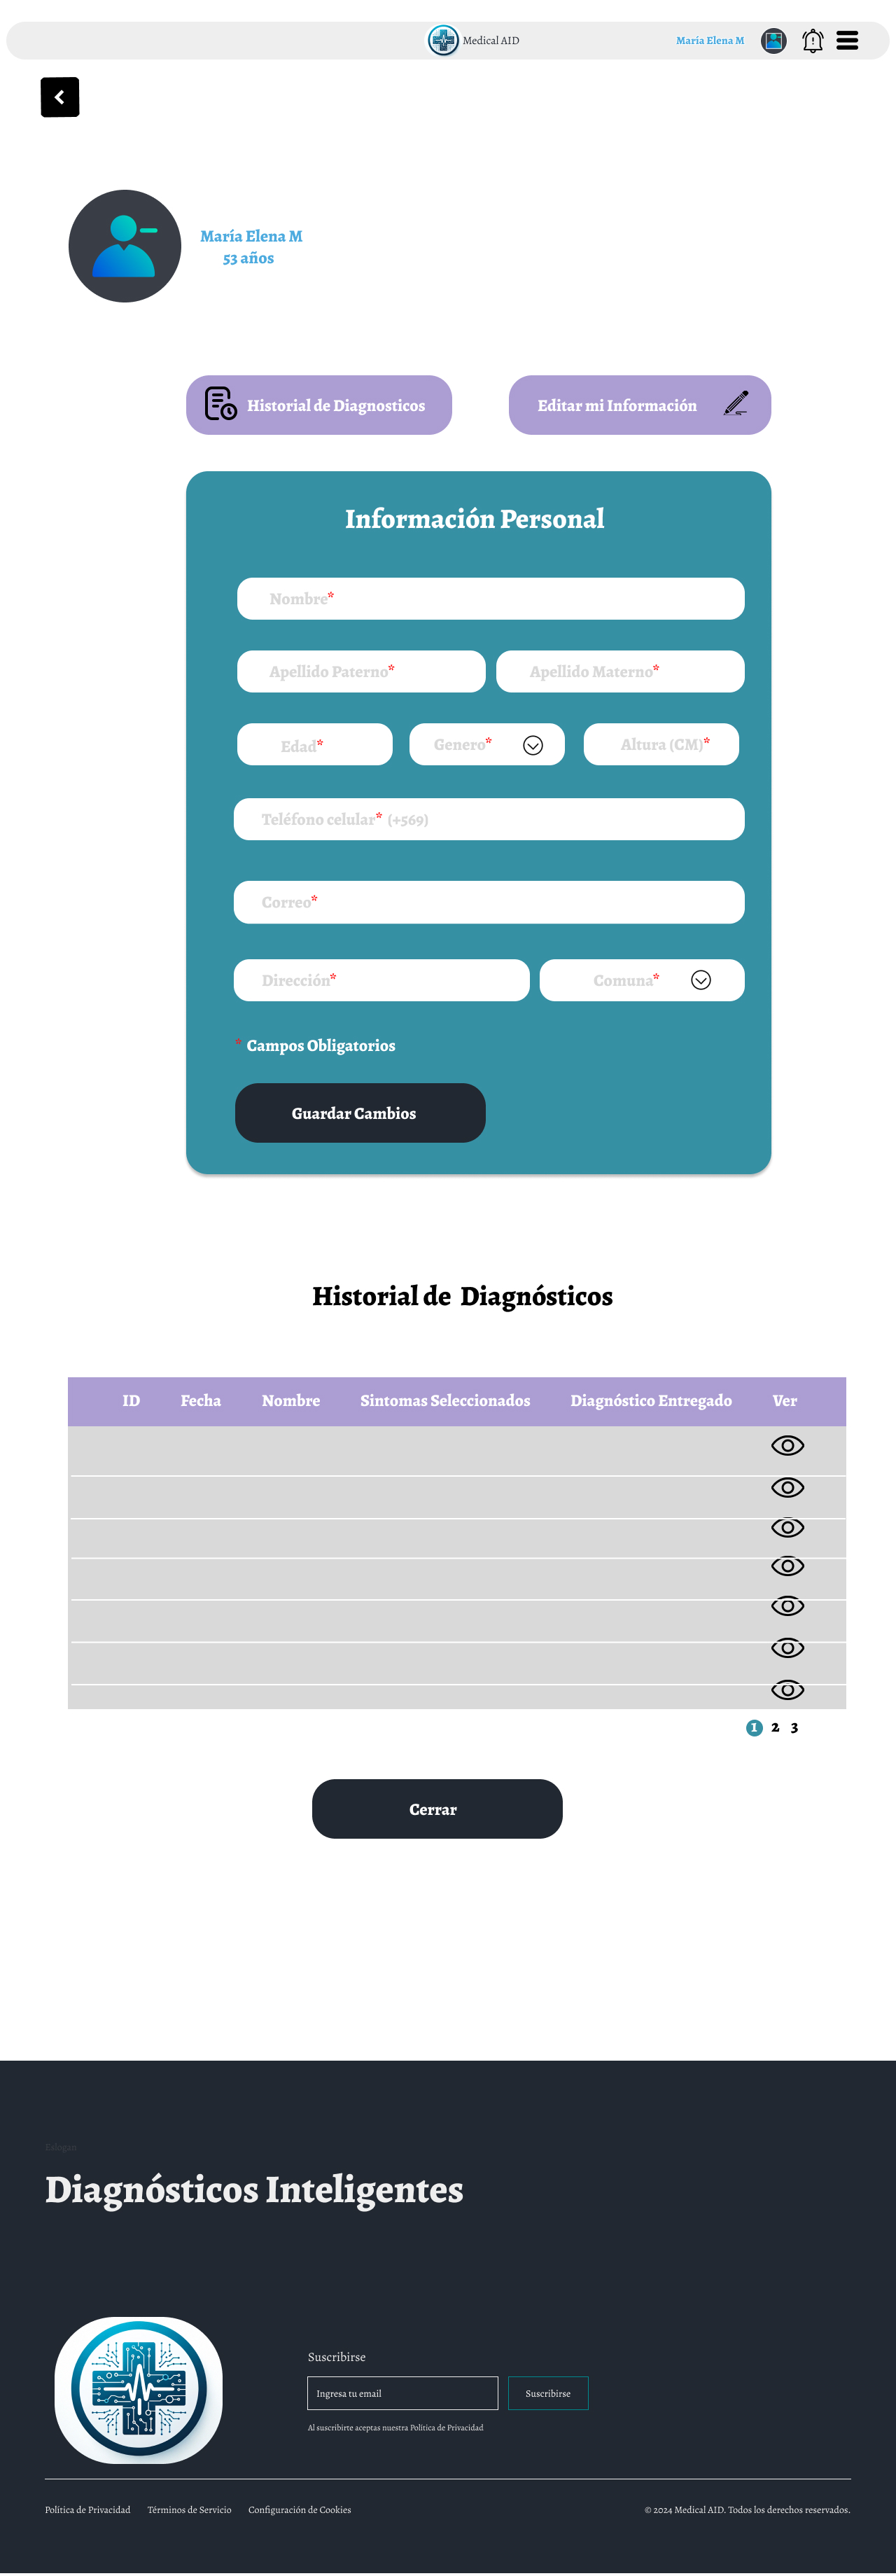 Medical AID
María Elena M
María Elena M
53 años
Historial de Diagnosticos
Editar mi Información
Información Personal
Nombre*
Apellido Paterno*
Apellido Materno*
Edad*
Genero*
Altura (CM)*
Teléfono celular* (+569)
Correo*
Dirección*
Comuna*
* Campos Obligatorios
Guardar Cambios
Historial de Diagnósticos
ID Fecha Nombre Sintomas Seleccionados Diagnóstico Entregado Ver
1 2 3
Cerrar
Eslogan
Diagnósticos Inteligentes
Suscribirse
Ingresa tu email
Suscribirse
Al suscribirte aceptas nuestra Política de Privacidad
Política de Privacidad Términos de Servicio Configuración de Cookies
© 2024 Medical AID. Todos los derechos reservados.